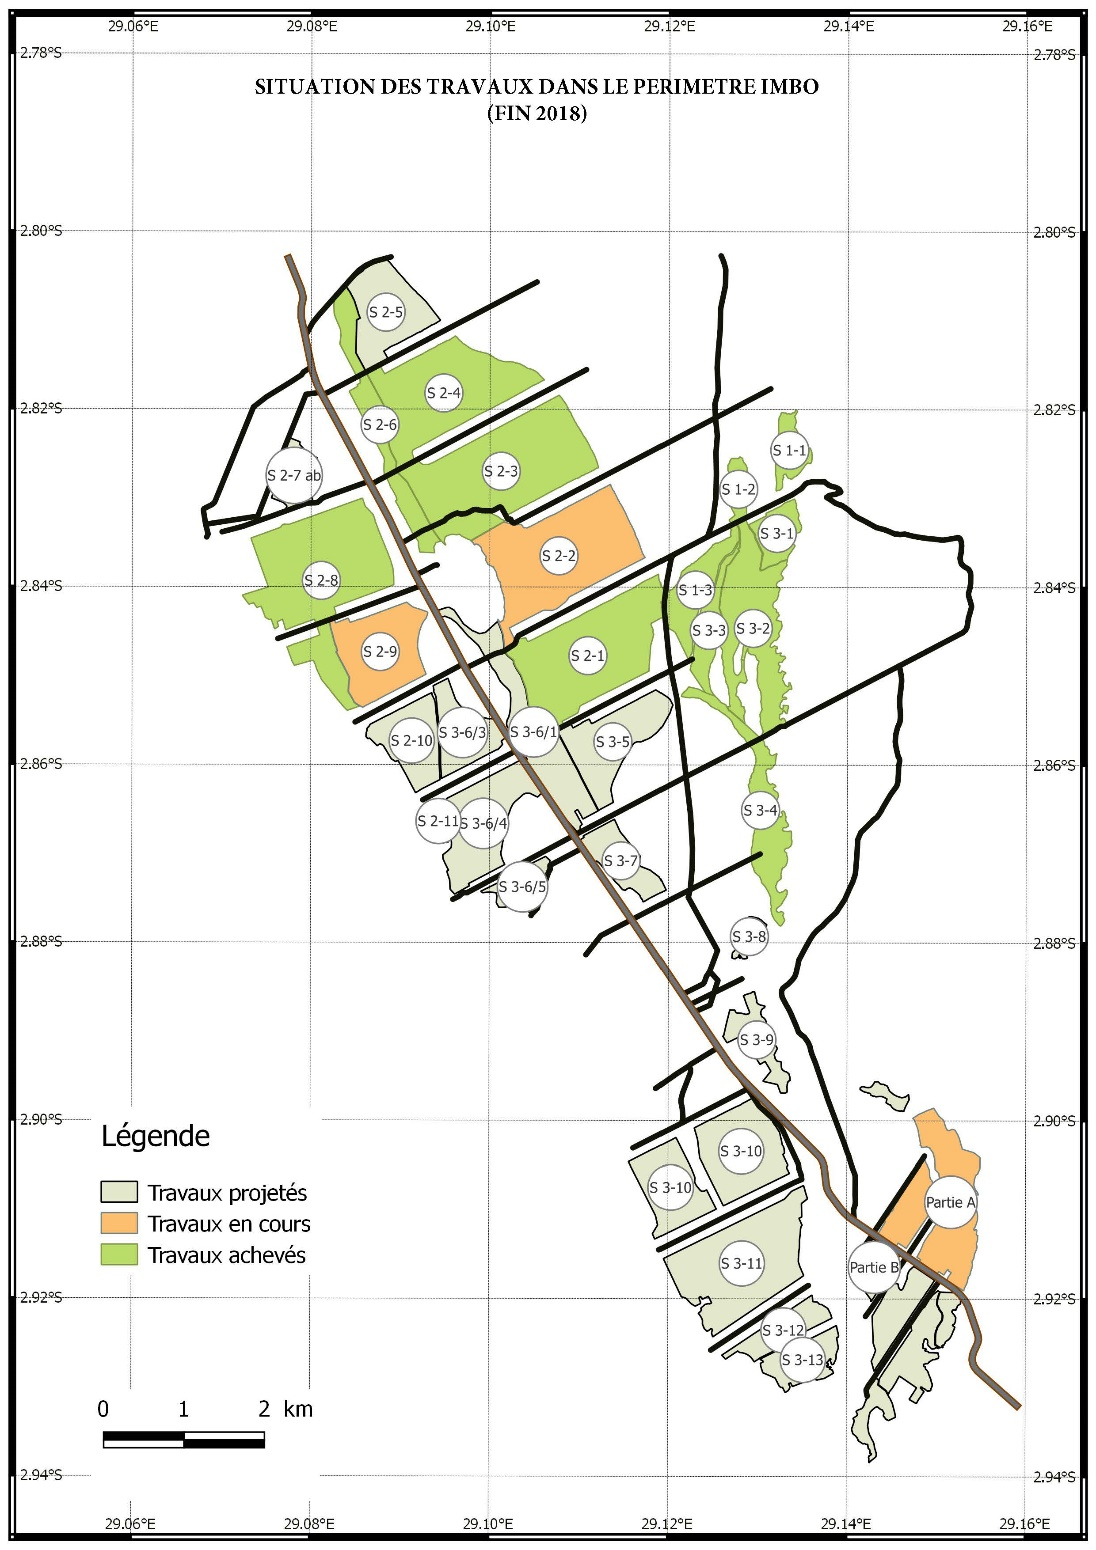 29.06°E 29.08°E 29.10°E 29.12°E 29.14°E 29.16°E
2.78°S 2.78°S
SITUATION DES TRAVAUX DANS LE PERIMETRE IMBO
(FIN 2018)
2.80°S 2.80°S
S 2-5
S 2-4
2.82°S 2.82°S
S 2-6
S 1-1
S 2-3
S 2-7 ab
S 1-2
S 3-1
S 2-2
S 2-8
2.84°S 2.84°S
S 1-3
S 3-3 S 3-2
S 2-9 S 2-1
S 2-10 S 3-6/3 S 3-6/1 S 3-5
2.86°S 2.86°S
S 3-4
S 2-11 S 3-6/4
S 3-7
S 3-6/5
S 3-8
2.88°S 2.88°S
S 3-9
2.90°S 2.90°S
Légende
S 3-10
S 3-10
Travaux projetés
Partie A
Travaux en cours
Travaux achevés
S 3-11
Partie B
2.92°S 2.92°S
S 3-12
S 3-13
0 1 2 km
2.94°S 2.94°S
29.06°E 29.08°E 29.10°E 29.12°E 29.14°E 29.16°E